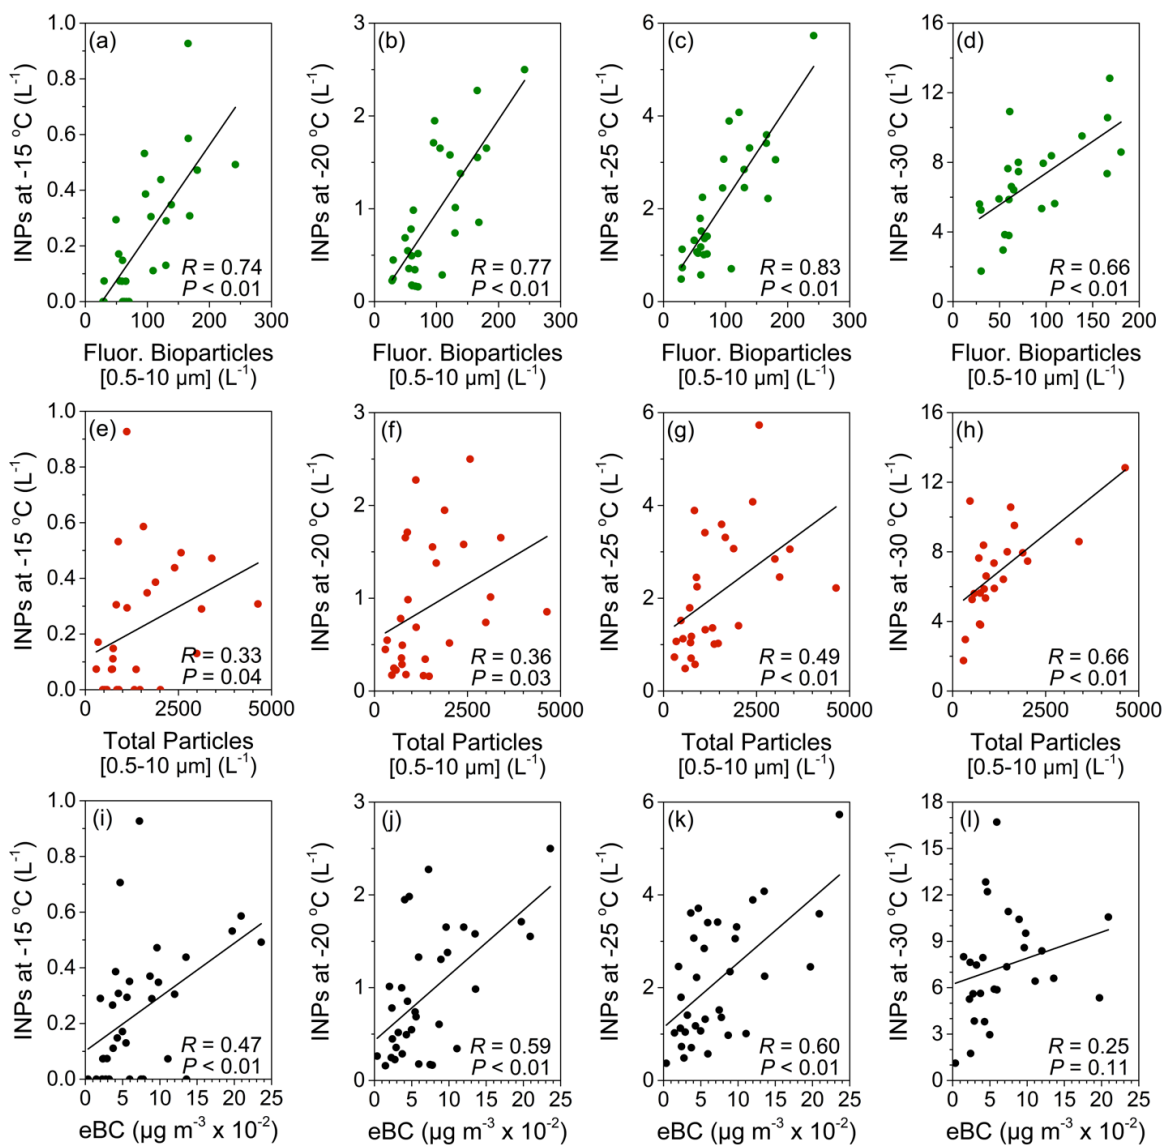 (a)
INPs at -15 °C (L⁻¹)
1.0
0.8
0.6
0.4
0.2
0.0
R = 0.74
P < 0.01
0 100 200 300
Fluor. Bioparticles
[0.5-10 µm] (L⁻¹)
(b)
INPs at -20 °C (L⁻¹)
3
2
1
0
R = 0.77
P < 0.01
0 100 200 300
Fluor. Bioparticles
[0.5-10 µm] (L⁻¹)
(c)
INPs at -25 °C (L⁻¹)
6
4
2
0
R = 0.83
P < 0.01
0 100 200 300
Fluor. Bioparticles
[0.5-10 µm] (L⁻¹)
(d)
INPs at -30 °C (L⁻¹)
16
12
8
4
0
R = 0.66
P < 0.01
0 50 100 150 200
Fluor. Bioparticles
[0.5-10 µm] (L⁻¹)
(e)
INPs at -15 °C (L⁻¹)
1.0
0.8
0.6
0.4
0.2
0.0
R = 0.33
P = 0.04
0 2500 5000
Total Particles
[0.5-10 µm] (L⁻¹)
(f)
INPs at -20 °C (L⁻¹)
3
2
1
0
R = 0.36
P = 0.03
0 2500 5000
Total Particles
[0.5-10 µm] (L⁻¹)
(g)
INPs at -25 °C (L⁻¹)
6
4
2
0
R = 0.49
P < 0.01
0 2500 5000
Total Particles
[0.5-10 µm] (L⁻¹)
(h)
INPs at -30 °C (L⁻¹)
16
12
8
4
0
R = 0.66
P < 0.01
0 2500 5000
Total Particles
[0.5-10 µm] (L⁻¹)
(i)
INPs at -15 °C (L⁻¹)
1.0
0.8
0.6
0.4
0.2
0.0
R = 0.47
P < 0.01
0 5 10 15 20 25
eBC (µg m⁻³ x 10⁻²)
(j)
INPs at -20 °C (L⁻¹)
3
2
1
0
R = 0.59
P < 0.01
0 5 10 15 20 25
eBC (µg m⁻³ x 10⁻²)
(k)
INPs at -25 °C (L⁻¹)
6
4
2
0
R = 0.60
P < 0.01
0 5 10 15 20 25
eBC (µg m⁻³ x 10⁻²)
(l)
INPs at -30 °C (L⁻¹)
18
15
12
9
6
3
0
R = 0.25
P = 0.11
0 5 10 15 20 25
eBC (µg m⁻³ x 10⁻²)